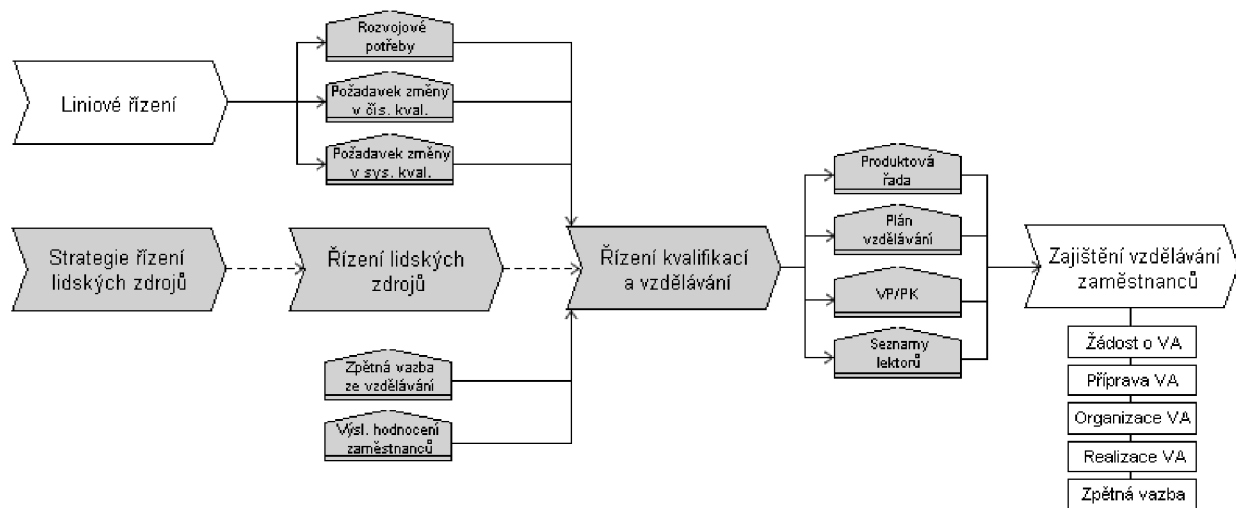 Rozvojové
potřeby
Liniové řízení
Požadavek změny
v čís. kval.
Požadavek změny
v sys. kval.
Strategie řízení
lidských zdrojů
Řízení lidských
zdrojů
Řízení kvalifikací
a vzdělávání
Zpětná vazba
ze vzdělávání
Výsl. hodnocení
zaměstnanců
Produktová
řada
Plán
vzdělávání
VP/PK
Seznamy
lektorů
Zajištění vzdělávání
zaměstnanců
Žádost o VA
Příprava VA
Organizace VA
Realizace VA
Zpětná vazba